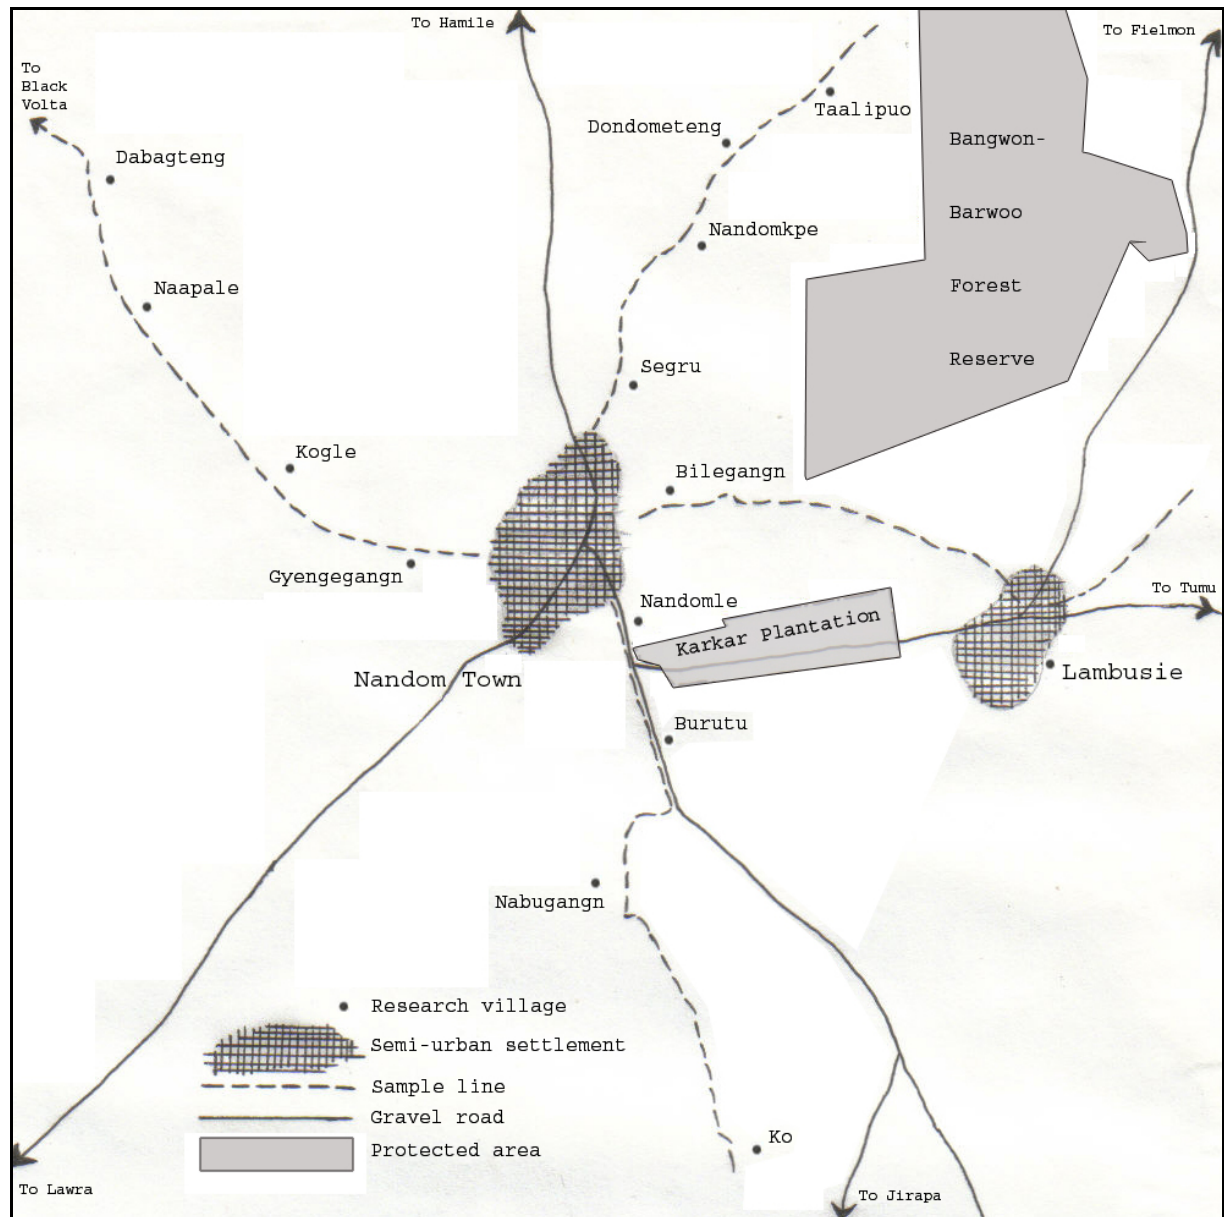 To Hamile
To Fielmon
To
Black
Volta
Taalipuo
Dondometeng
Bangwon-
Dabagteng
Barwoo
Nandomkpe
Naapale
Forest
Reserve
Segru
Kogle
Bilegangn
Gyengegangn
To Tumu
Nandomle
Karkar Plantation
Nandom Town
Lambusie
Burutu
Nabugangn
Research village
Semi-urban settlement
Sample line
Gravel road
Protected area
Ko
To Lawra
To Jirapa